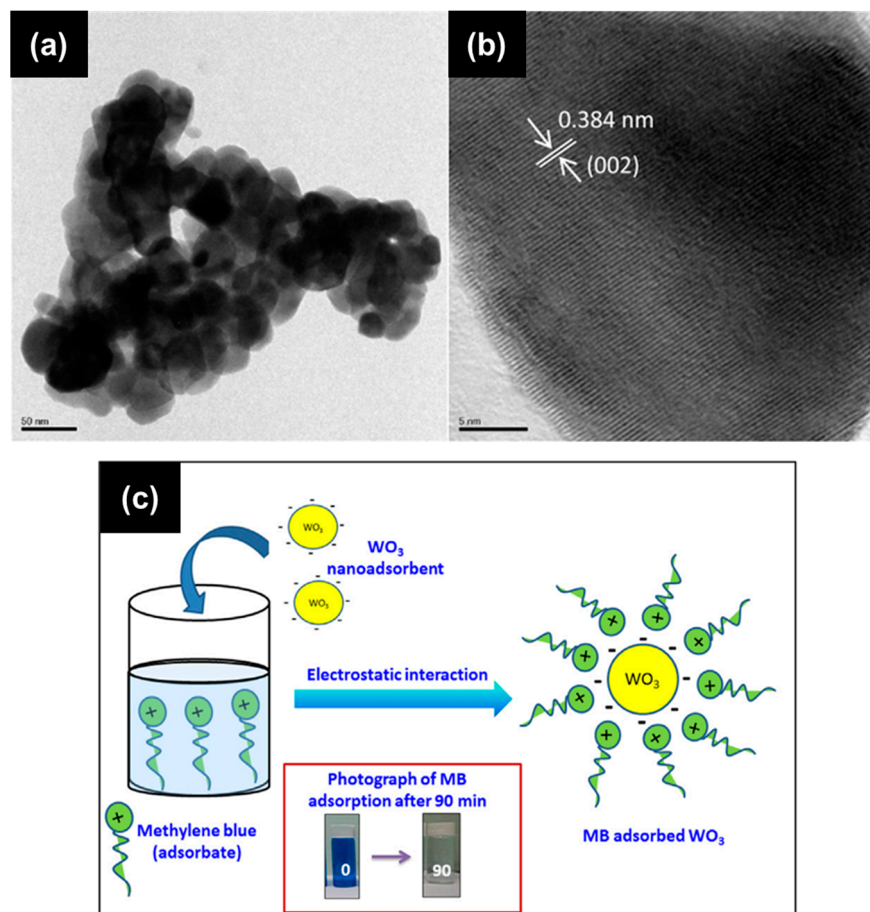 (a)
50 nm
(b)
0.384 nm
(002)
5 nm
(c)
WO₃
WO₃
nanoadsorbent
WO₃
Electrostatic interaction
+
+
+
Methylene blue
(adsorbate)
+
Photograph of MB
adsorption after 90 min
0
90
WO₃
+
+
+
+
+
+
+
+
+
+
MB adsorbed WO₃